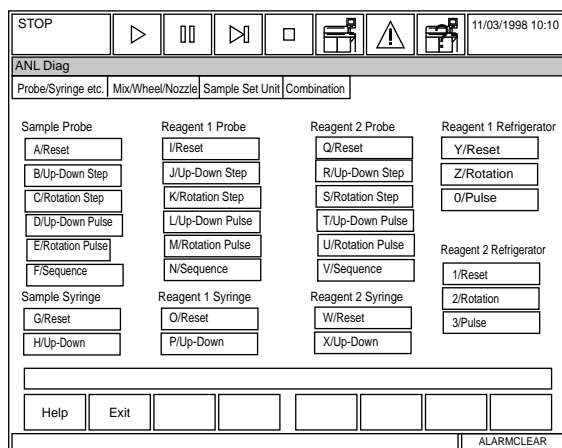 STOP
11/03/1998 10:10
ANL Diag
Probe/Syringe etc. Mix/Wheel/Nozzle Sample Set Unit Combination
Sample Probe
A/Reset
B/Up-Down Step
C/Rotation Step
D/Up-Down Pulse
E/Rotation Pulse
F/Sequence
Sample Syringe
G/Reset
H/Up-Down
Reagent 1 Probe
I/Reset
J/Up-Down Step
K/Rotation Step
L/Up-Down Pulse
M/Rotation Pulse
N/Sequence
Reagent 1 Syringe
O/Reset
P/Up-Down
Reagent 2 Probe
Q/Reset
R/Up-Down Step
S/Rotation Step
T/Up-Down Pulse
U/Rotation Pulse
V/Sequence
Reagent 2 Syringe
W/Reset
X/Up-Down
Reagent 1 Refrigerator
Y/Reset
Z/Rotation
0/Pulse
Reagent 2 Refrigerator
1/Reset
2/Rotation
3/Pulse
Help Exit
ALARMCLEAR